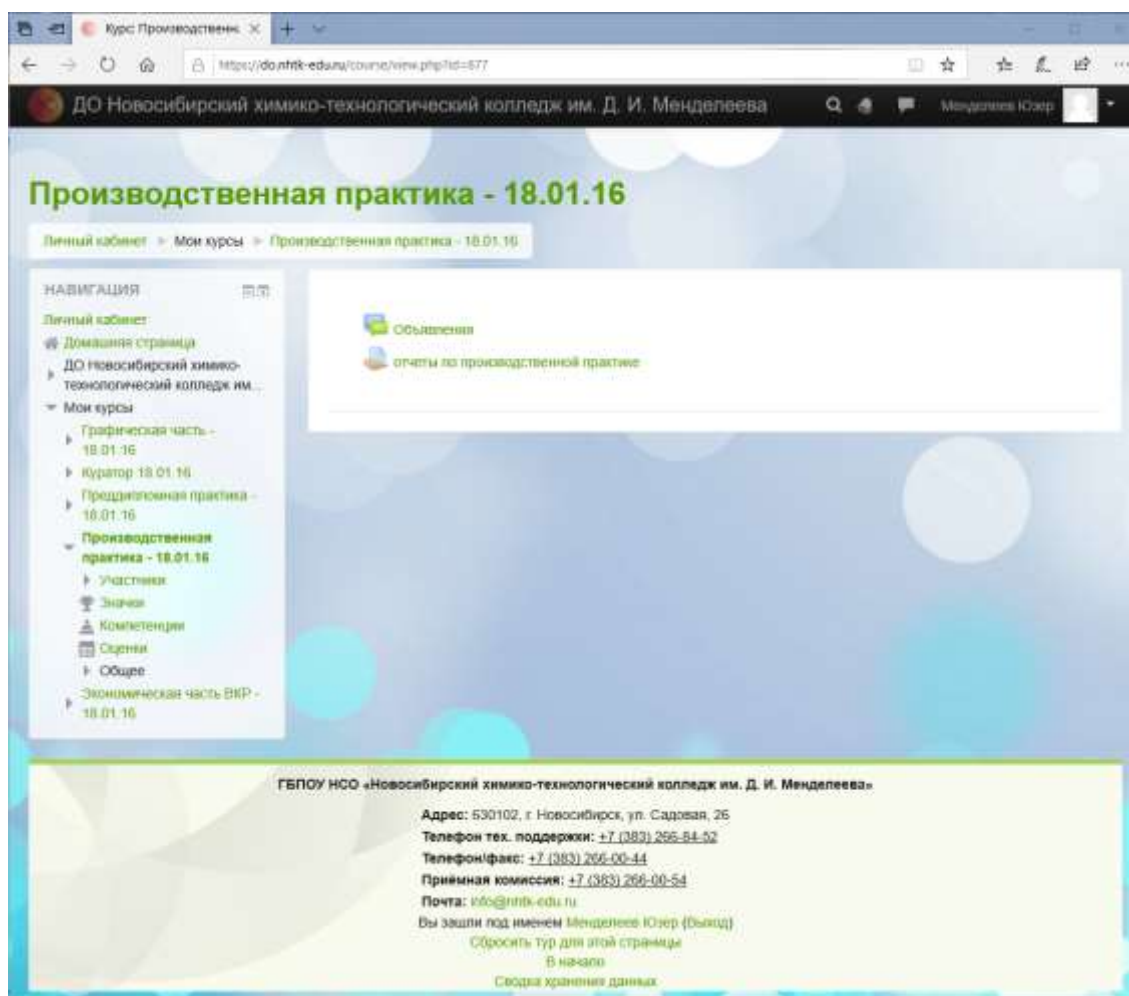 Курс: Производственн
https://do.nhtk-edu.ru/course/view.php?id=877
ДО Новосибирский химико-технологический колледж им. Д. И. Менделеева
Менделеев Юзер
Производственная практика - 18.01.16
Личный кабинет
Мои курсы
Производственная практика - 18.01.16
НАВИГАЦИЯ
Личный кабинет
Домашняя страница
ДО Новосибирский химико-
технологический колледж им...
Мои курсы
Графическая часть -
18.01.16
Куратор 18.01.16
Преддипломная практика -
18.01.16
Производственная
практика - 18.01.16
Участники
Значки
Компетенции
Оценки
Общее
Экономическая часть ВКР -
18.01.16
Объявления
отчеты по производственной практике
ГБПОУ НСО «Новосибирский химико-технологический колледж им. Д. И. Менделеева»
Адрес: 630102, г. Новосибирск, ул. Садовая, 26
Телефон тех. поддержки: +7 (383) 266-84-52
Телефон/факс: +7 (383) 266-00-44
Приёмная комиссия: +7 (383) 266-00-54
Почта: info@nhtk-edu.ru
Вы зашли под именем Менделеев Юзер (Выход)
Сбросить тур для этой страницы
В начало
Сводка хранения данных